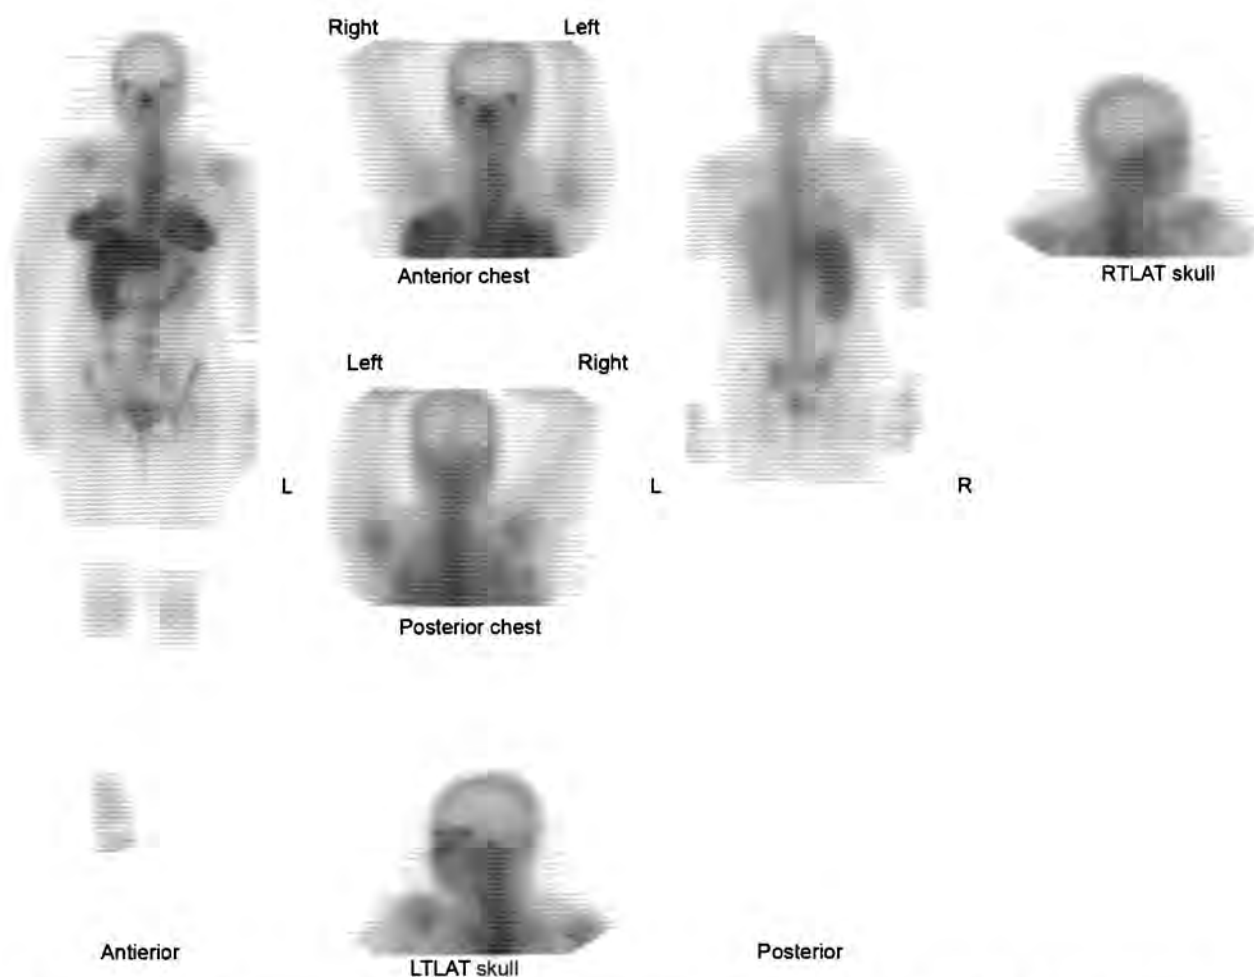 Right Left
Anterior chest
RTLAT skull
Left Right
L L R
Posterior chest
Antierior
LTLAT skull
Posterior